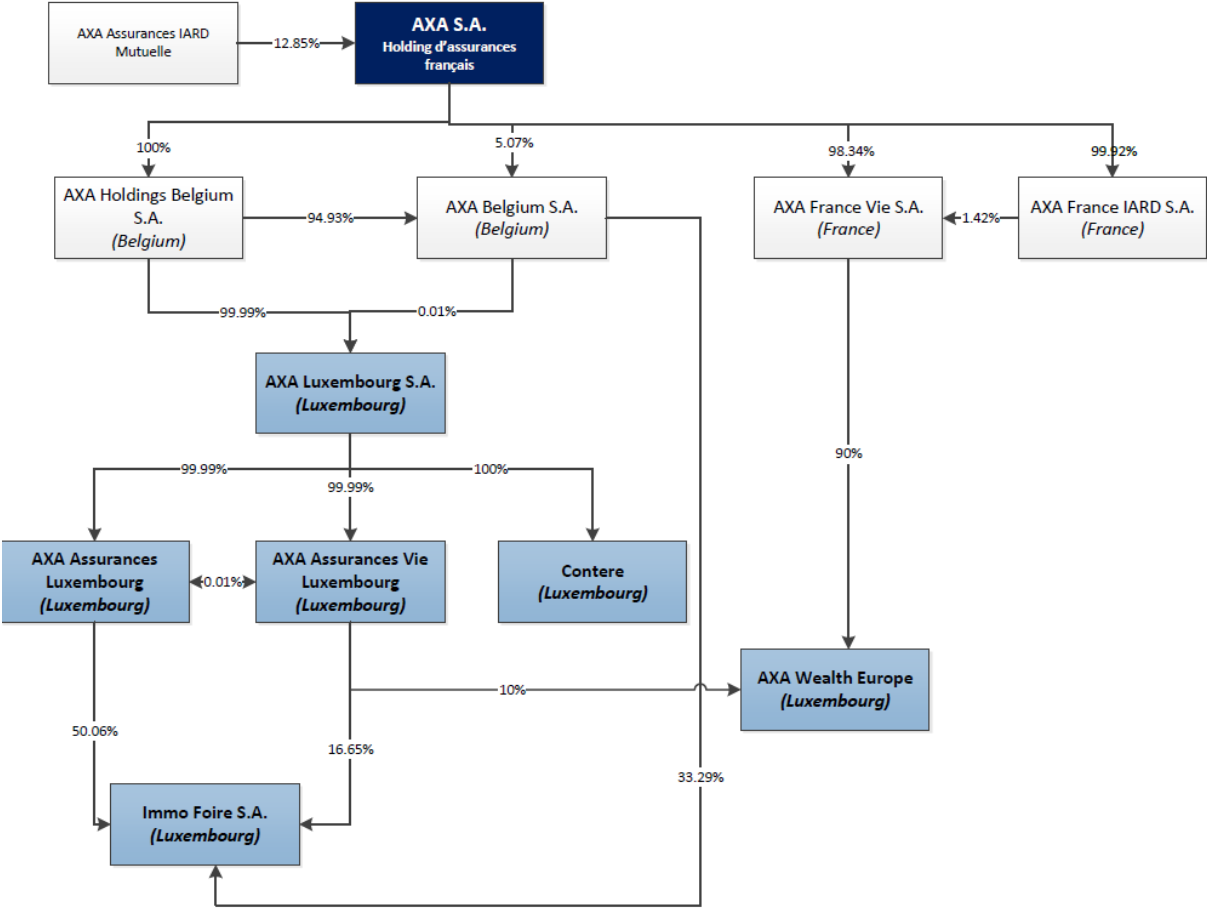 AXA Assurances IARD
Mutuelle
12.85%
AXA S.A.
Holding d'assurances
français
100%
5.07%
98.34%
99.92%
AXA Holdings Belgium
S.A.
(Belgium)
94.93%
AXA Belgium S.A.
(Belgium)
AXA France Vie S.A.
(France)
1.42%
AXA France IARD S.A.
(France)
99.99%
0.01%
AXA Luxembourg S.A.
(Luxembourg)
99.99%
99.99%
100%
90%
AXA Assurances
Luxembourg
(Luxembourg)
0.01%
AXA Assurances Vie
Luxembourg
(Luxembourg)
Contere
(Luxembourg)
10%
AXA Wealth Europe
(Luxembourg)
50.06%
16.65%
33.29%
Immo Foire S.A.
(Luxembourg)